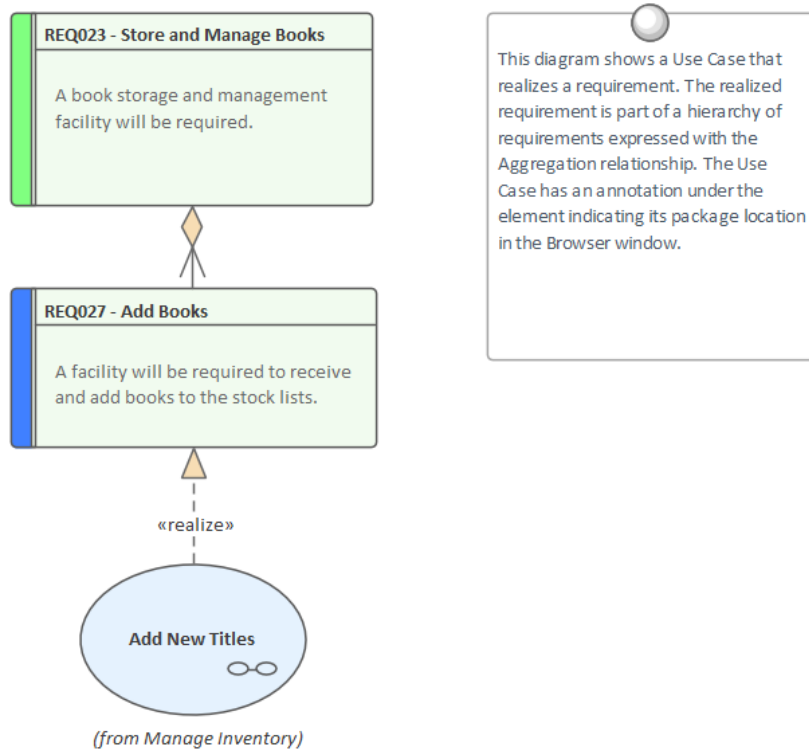 REQ023 - Store and Manage Books
A book storage and management
facility will be required.
REQ027 - Add Books
A facility will be required to receive
and add books to the stock lists.
«realize»
Add New Titles
(from Manage Inventory)
This diagram shows a Use Case that
realizes a requirement. The realized
requirement is part of a hierarchy of
requirements expressed with the
Aggregation relationship. The Use
Case has an annotation under the
element indicating its package location
in the Browser window.